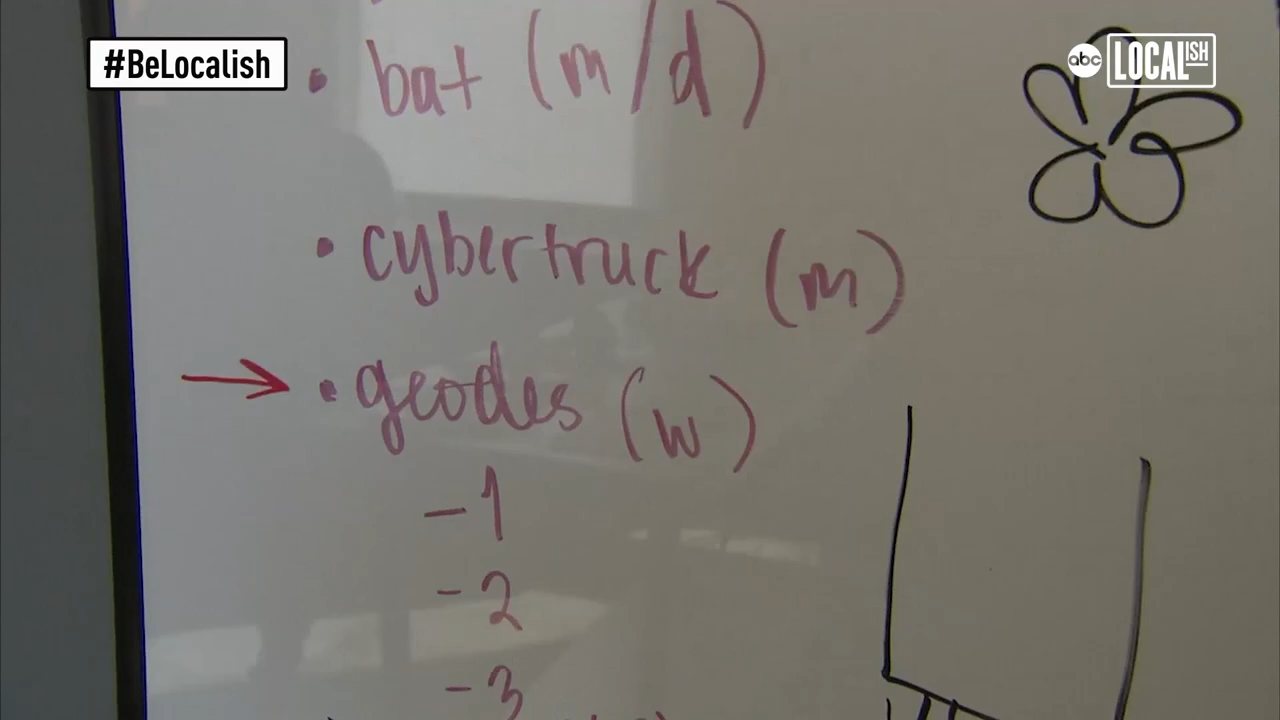 #BeLocalish
abc LOCALISH
• bat (m/d)
• cybertruck (m)
→ • geodes (w)
-1
-2
-3